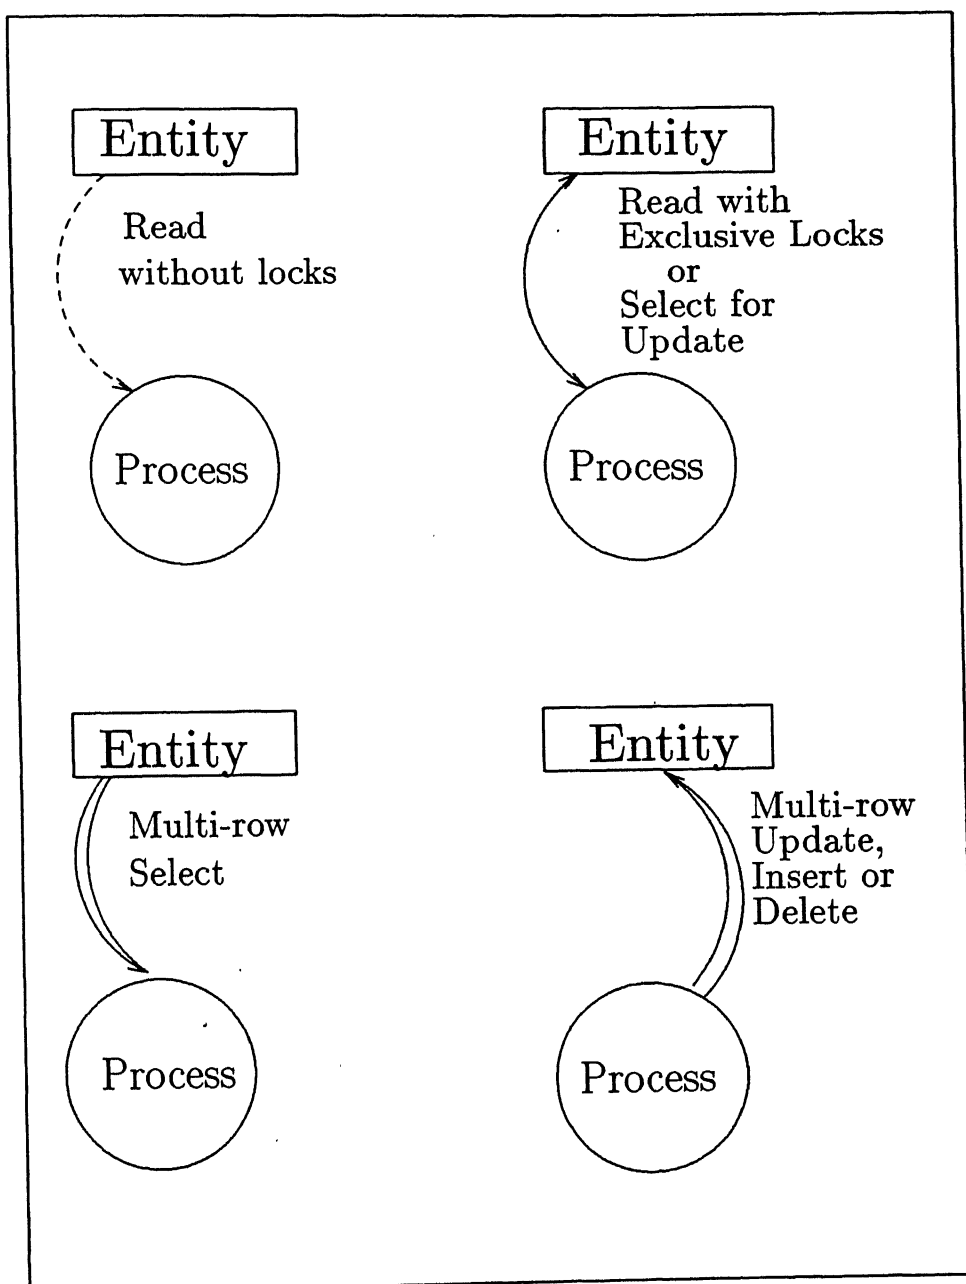 Entity
Read
without locks
Process
Entity
Read with
Exclusive Locks
or
Select for
Update
Process
Entity
Multi-row
Select
Process
Entity
Multi-row
Update,
Insert or
Delete
Process